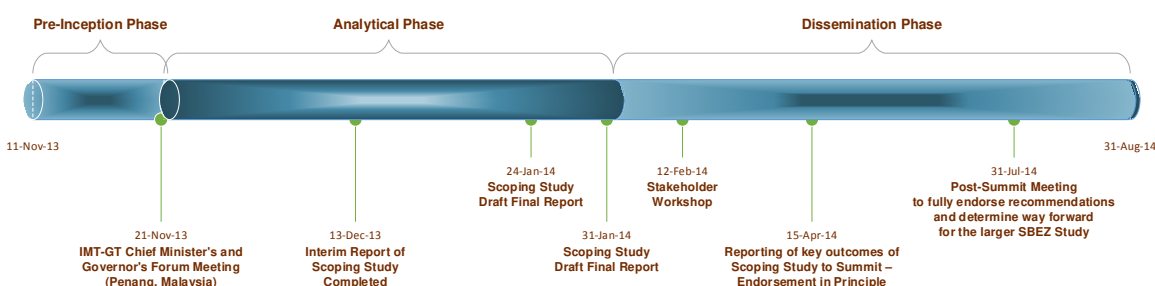 Pre-Inception Phase
Analytical Phase
Dissemination Phase
11-Nov-13
31-Aug-14
24-Jan-14
Scoping Study
Draft Final Report
12-Feb-14
Stakeholder
Workshop
31-Jul-14
Post-Summit Meeting
to fully endorse recommendations
and determine way forward
for the larger SBEZ Study
21-Nov-13
IMT-GT Chief Minister's and
Governor's Forum Meeting
(Penang, Malaysia)
13-Dec-13
Interim Report of
Scoping Study
Completed
31-Jan-14
Scoping Study
Draft Final Report
15-Apr-14
Reporting of key outcomes of
Scoping Study to Summit –
Endorsement in Principle